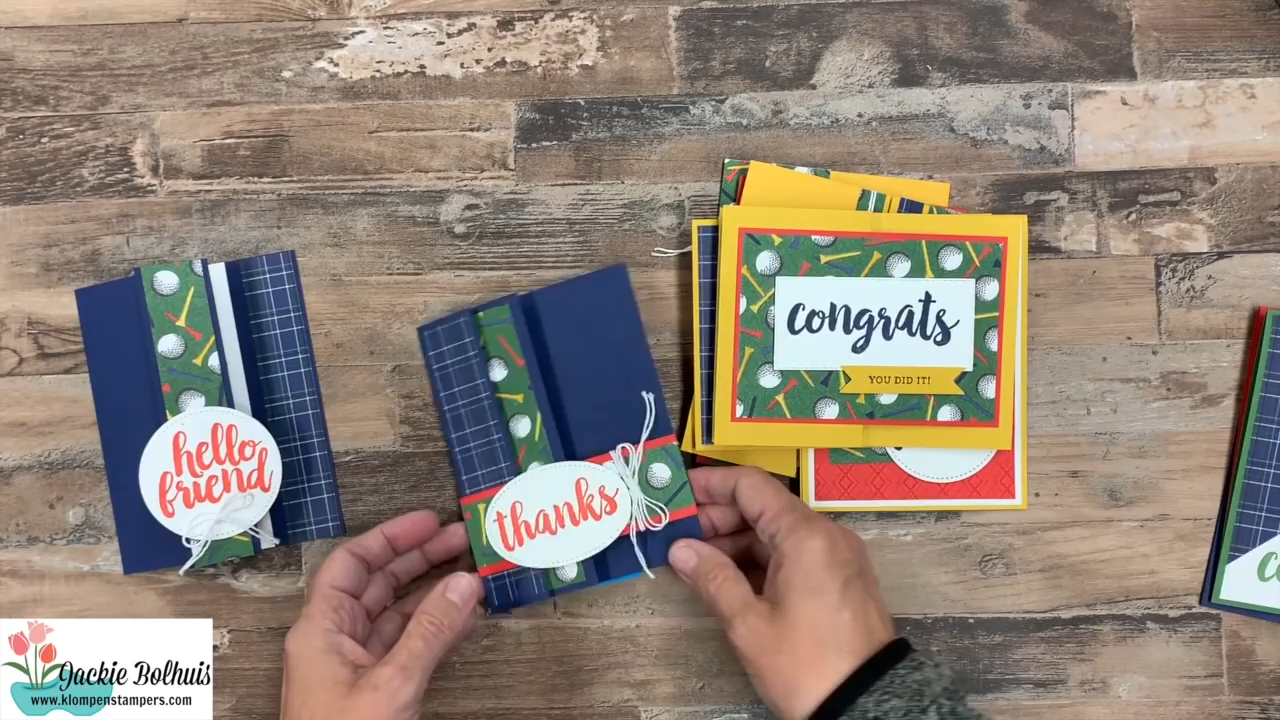 hello
friend
thanks
congrats
YOU DID IT!
Jackie Bolhuis
www.klompenstampers.com